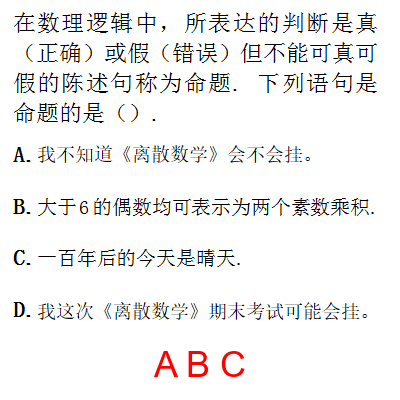 在数理逻辑中，所表达的判断是真
（正确）或假（错误）但不能可真可
假的陈述句称为命题. 下列语句是
命题的是（）.
A. 我不知道《离散数学》会不会挂。
B. 大于6的偶数均可表示为两个素数乘积.
C. 一百年后的今天是晴天.
D. 我这次《离散数学》期末考试可能会挂。
A B C